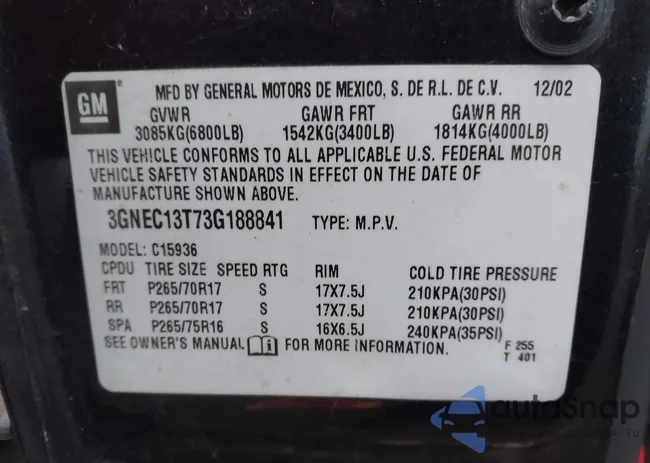 GM MFD BY GENERAL MOTORS DE MEXICO, S. DE R.L. DE C.V. 12/02
GVWR GAWR FRT GAWR RR
3085KG(6800LB) 1542KG(3400LB) 1814KG(4000LB)
THIS VEHICLE CONFORMS TO ALL APPLICABLE U.S. FEDERAL MOTOR
VEHICLE SAFETY STANDARDS IN EFFECT ON THE DATE OF
MANUFACTURE SHOWN ABOVE.
3GNEC13T73G188841 TYPE: M.P.V.
MODEL: C15936
CPDU TIRE SIZE SPEED RTG RIM COLD TIRE PRESSURE
FRT P265/70R17 S 17X7.5J 210KPA(30PSI)
RR P265/70R17 S 17X7.5J 210KPA(30PSI)
SPA P265/75R16 S 16X6.5J 240KPA(35PSI)
SEE OWNER'S MANUAL FOR MORE INFORMATION. F 255
T 401
autoSnap